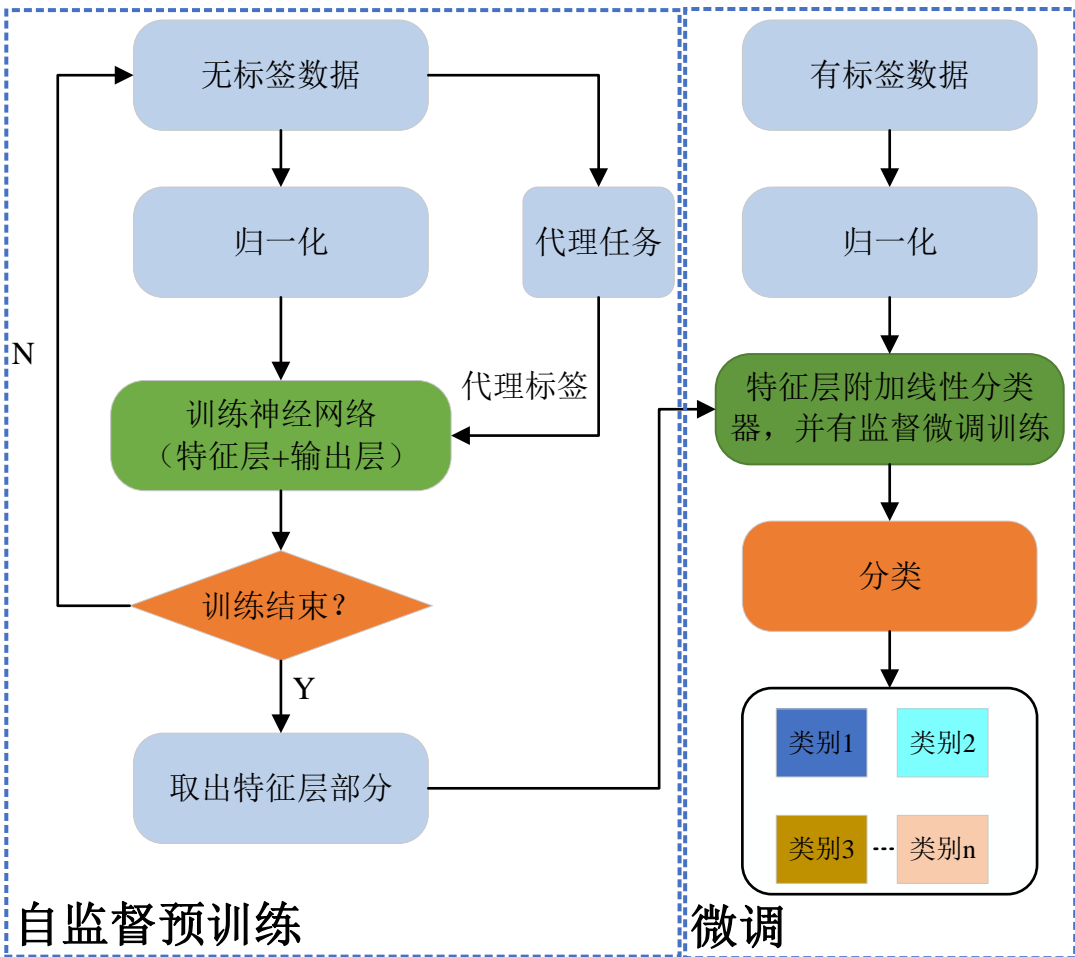 无标签数据
归一化
代理任务
N
代理标签
训练神经网络
（特征层+输出层）
训练结束？
Y
取出特征层部分
自监督预训练
有标签数据
归一化
特征层附加线性分类
器，并有监督微调训练
分类
类别1
类别2
类别3
···
类别n
微调